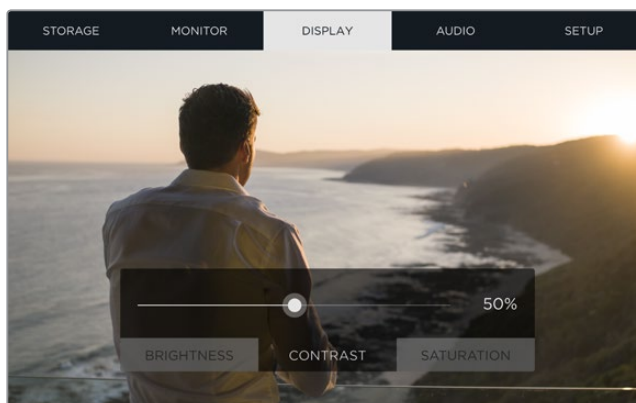 STORAGE MONITOR DISPLAY AUDIO SETUP
50%
BRIGHTNESS CONTRAST SATURATION